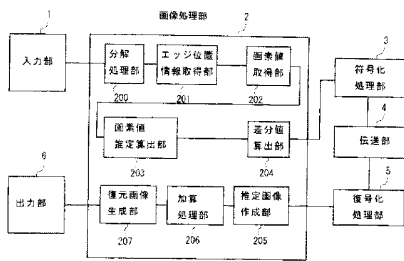 画像処理部
1
2
入力部
分解
処理部
エッジ位置
情報取得部
画素値
取得部
200
201
202
3
符号化
処理部
画素値
推定算出部
差分値
算出部
203
204
4
伝送部
6
出力部
復元画像
生成部
加算
処理部
推定画像
作成部
207
206
205
5
復号化
処理部